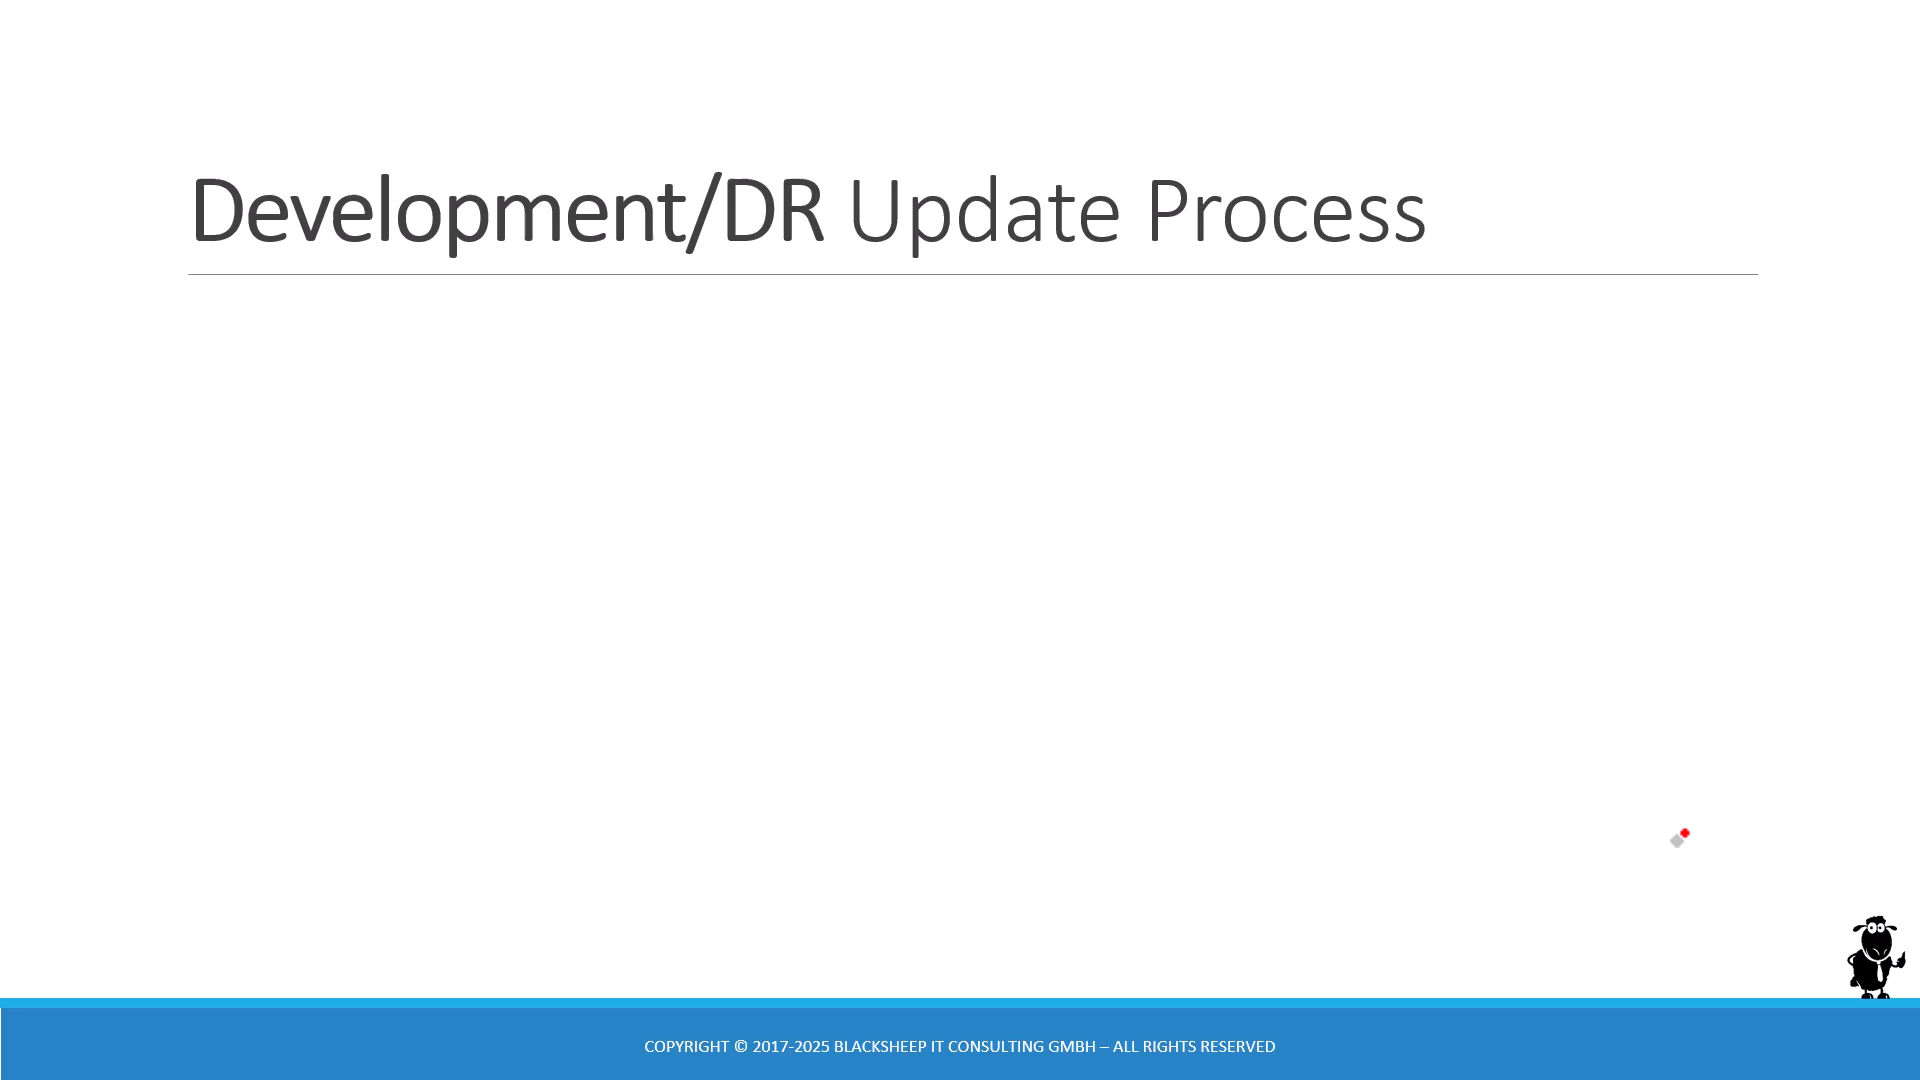 Development/DR Update Process
COPYRIGHT © 2017-2025 BLACKSHEEP IT CONSULTING GMBH – ALL RIGHTS RESERVED